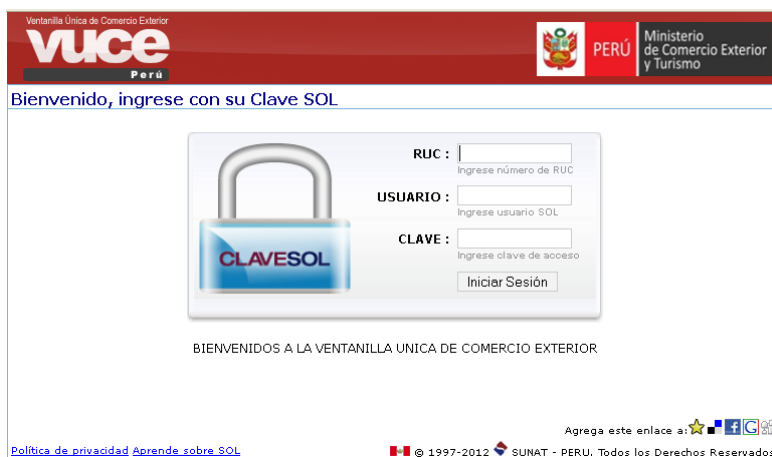 Ventanilla Única de Comercio Exterior
vuce
Perú
PERÚ
Ministerio
de Comercio Exterior
y Turismo
Bienvenido, ingrese con su Clave SOL
CLAVESOL
RUC :
Ingrese número de RUC
USUARIO :
Ingrese usuario SOL
CLAVE :
Ingrese clave de acceso
Iniciar Sesión
BIENVENIDOS A LA VENTANILLA UNICA DE COMERCIO EXTERIOR
Agrega este enlace a:
Política de privacidad Aprende sobre SOL
© 1997-2012 SUNAT - PERU. Todos los Derechos Reservados